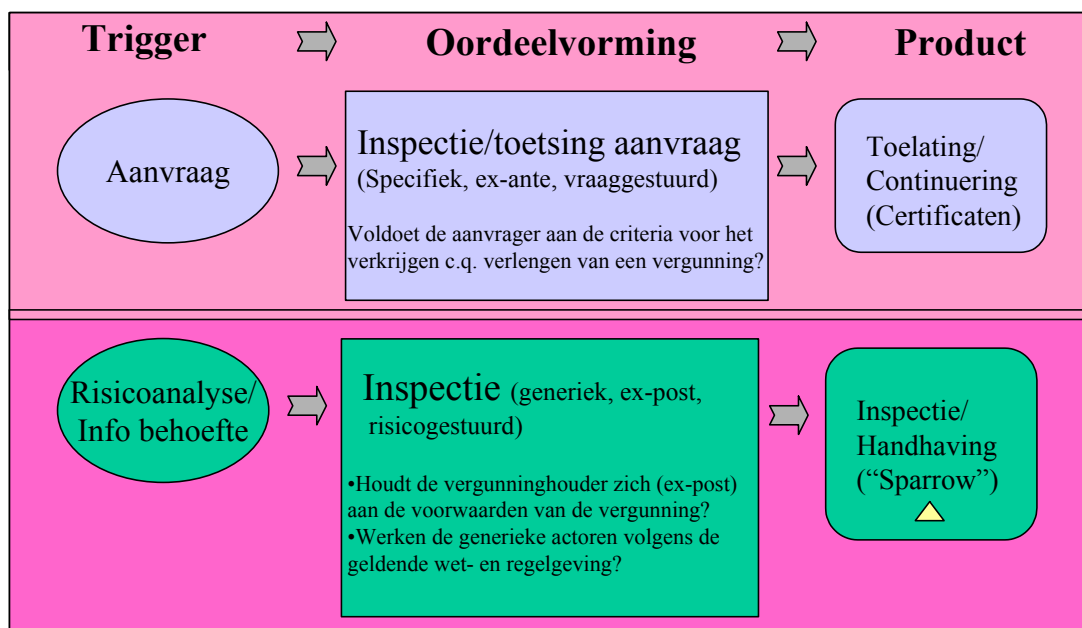 Trigger
Oordeelvorming
Product
Aanvraag
Inspectie/toetsing aanvraag
(Specifiek, ex-ante, vraaggestuurd)
Voldoet de aanvrager aan de criteria voor het
verkrijgen c.q. verlengen van een vergunning?
Toelating/
Continuering
(Certificaten)
Risicoanalyse/
Info behoefte
Inspectie (generiek, ex-post,
risicogestuurd)
•Houdt de vergunninghouder zich (ex-post)
aan de voorwaarden van de vergunning?
•Werken de generieke actoren volgens de
geldende wet- en regelgeving?
Inspectie/
Handhaving
(“Sparrow”)